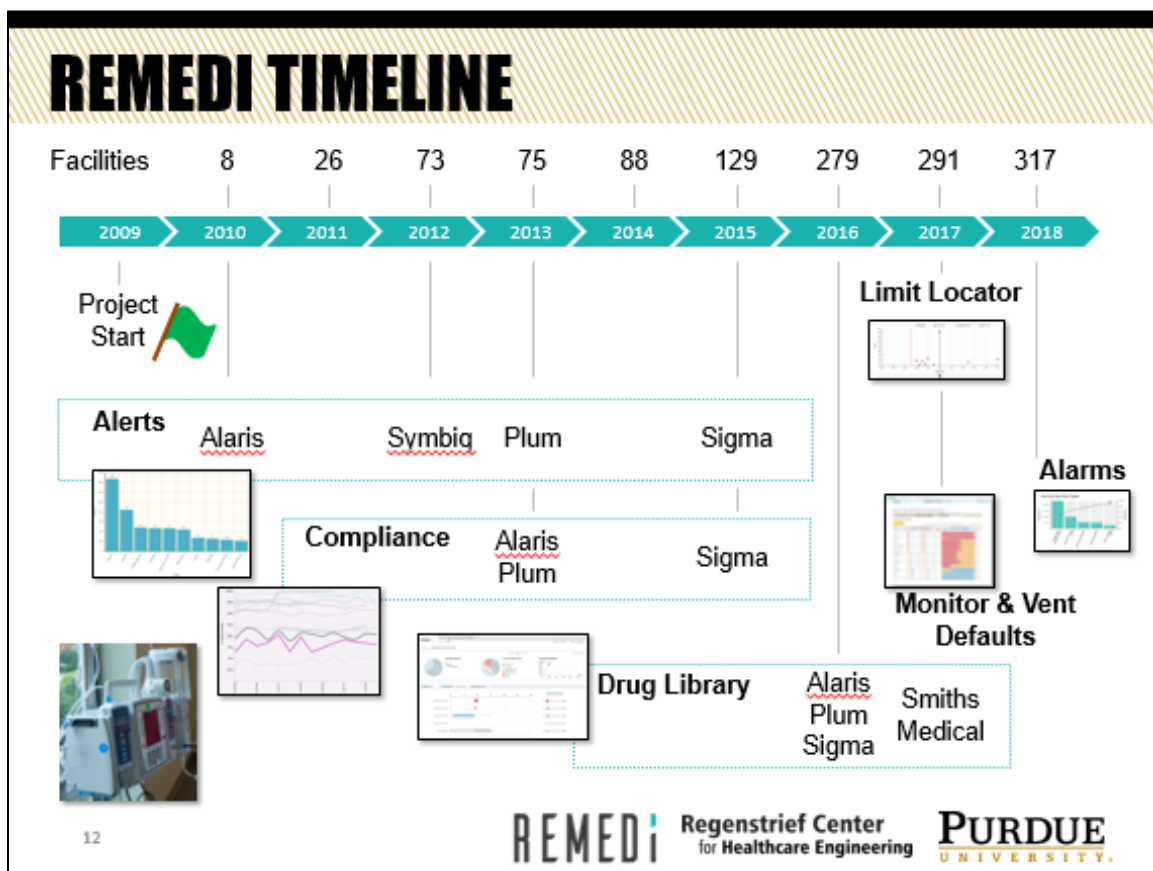 REMEDI TIMELINE
Facilities 8 26 73 75 88 129 279 291 317
2009 2010 2011 2012 2013 2014 2015 2016 2017 2018
Project
Start
Limit Locator
Alerts
Alaris Symbiq Plum Sigma
Alarms
Compliance
Alaris
Plum
Sigma
Monitor & Vent
Defaults
Drug Library
Alaris
Plum
Sigma
Smiths
Medical
12
REMEDi
Regenstrief Center
for Healthcare Engineering
PURDUE
UNIVERSITY.